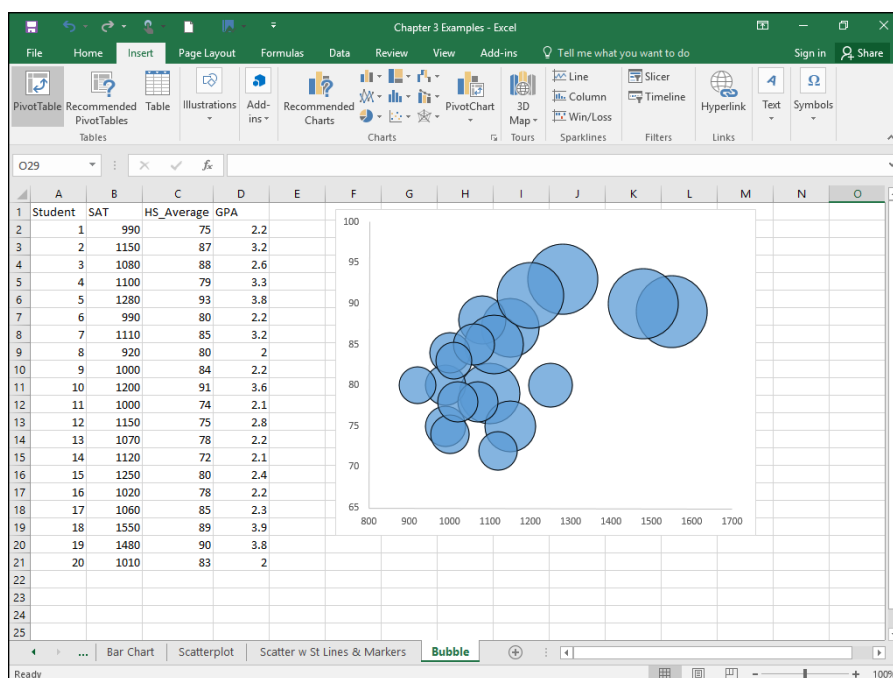 Chapter 3 Examples - Excel
File Home Insert Page Layout Formulas Data Review View Add-ins Tell me what you want to do Sign in Share
PivotTable Recommended PivotTables Table Illustrations Add-ins Recommended Charts PivotChart 3D Map Line Column Win/Loss Slicer Timeline Hyperlink Text Symbols
Tables Charts Tours Sparklines Filters Links
O29 fx
A B C D E F G H I J K L M N O
1 Student SAT HS_Average GPA
2 1 990 75 2.2
3 2 1150 87 3.2
4 3 1080 88 2.6
5 4 1100 79 3.3
6 5 1280 93 3.8
7 6 990 80 2.2
8 7 1110 85 3.2
9 8 920 80 2
10 9 1000 84 2.2
11 10 1200 91 3.6
12 11 1000 74 2.1
13 12 1150 75 2.8
14 13 1070 78 2.2
15 14 1120 72 2.1
16 15 1250 80 2.4
17 16 1020 78 2.2
18 17 1060 85 2.3
19 18 1550 89 3.9
20 19 1480 90 3.8
21 20 1010 83 2
22
23
24
25
100
95
90
85
80
75
70
65
800 900 1000 1100 1200 1300 1400 1500 1600 1700
... Bar Chart Scatterplot Scatter w St Lines & Markers Bubble
Ready 100%